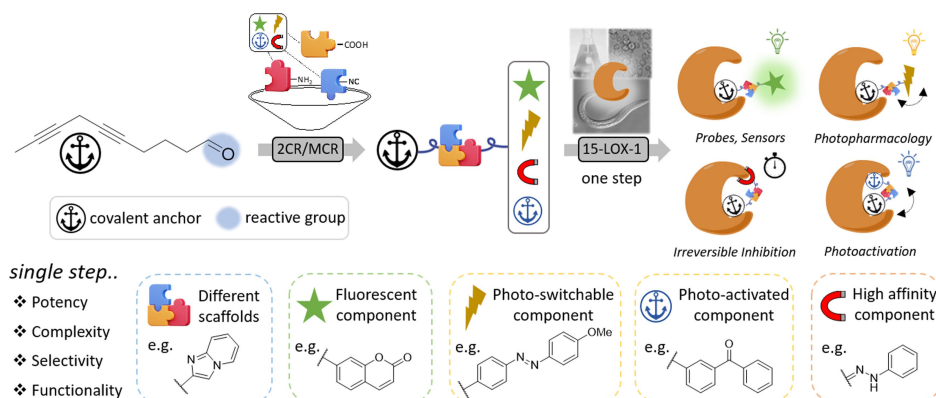 COOH
NH2
NC
O
2CR/MCR
15-LOX-1
one step
Probes, Sensors
Photopharmacology
Irreversible Inhibition
Photoactivation
covalent anchor
reactive group
single step..
❖ Potency
❖ Complexity
❖ Selectivity
❖ Functionality
Different
scaffolds
e.g.
N
N
Fluorescent
component
e.g.
O
O
Photo-switchable
component
e.g.
N
N
OMe
Photo-activated
component
e.g.
O
High affinity
component
e.g.
N
N
H